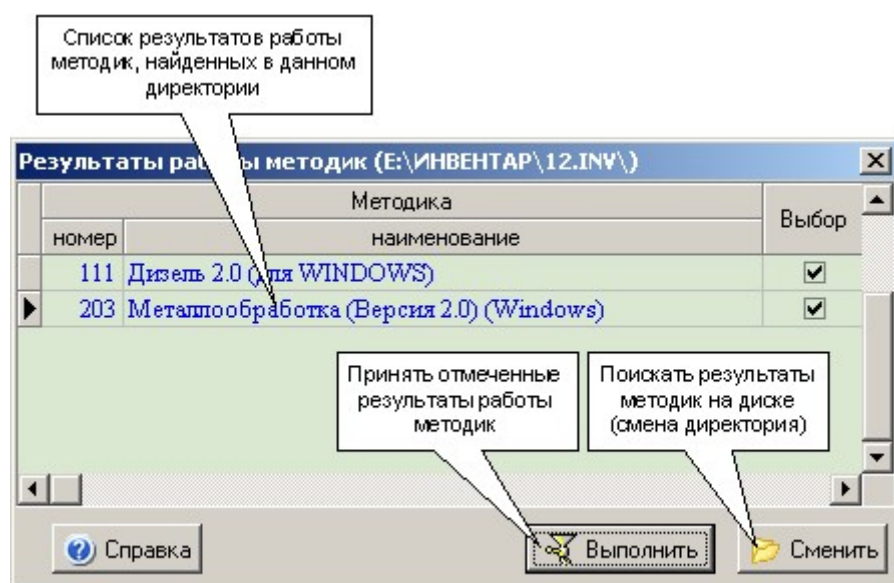 Список результатов работы
методик, найденных в данном
директории
Результаты работы методик (E:\ИНВЕНТАР\12.INV\)
Методика
Выбор
номер
наименование
111 Дизель 2.0 (для WINDOWS)
203 Металлообработка (Версия 2.0) (Windows)
Принять отмеченные
результаты работы
методик
Поискать результаты
методик на диске
(смена директория)
Справка
Выполнить
Сменить